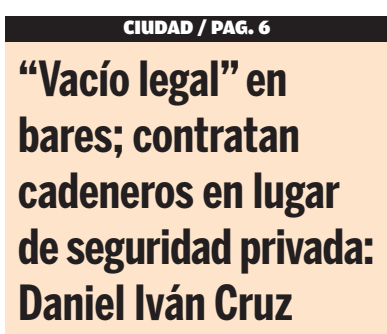 CIUDAD / PAG. 6
“Vacío legal” en
bares; contratan
cadeneros en lugar
de seguridad privada:
Daniel Iván Cruz